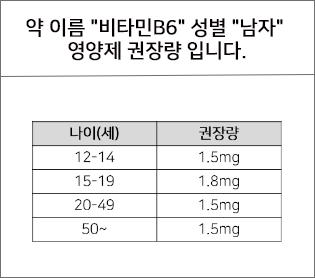 약 이름 "비타민B6" 성별 "남자"
영양제 권장량 입니다.
나이(세) 권장량
12-14 1.5mg
15-19 1.8mg
20-49 1.5mg
50~ 1.5mg